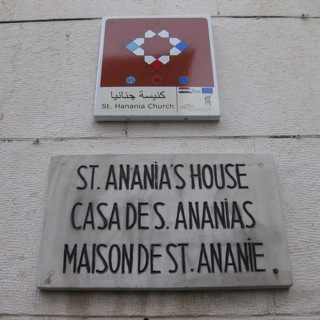 كنيسة حنانيا
St. Hanania Church
ST. ANANIA'S HOUSE
CASA DE S. ANANIAS
MAISON DE ST. ANANIE